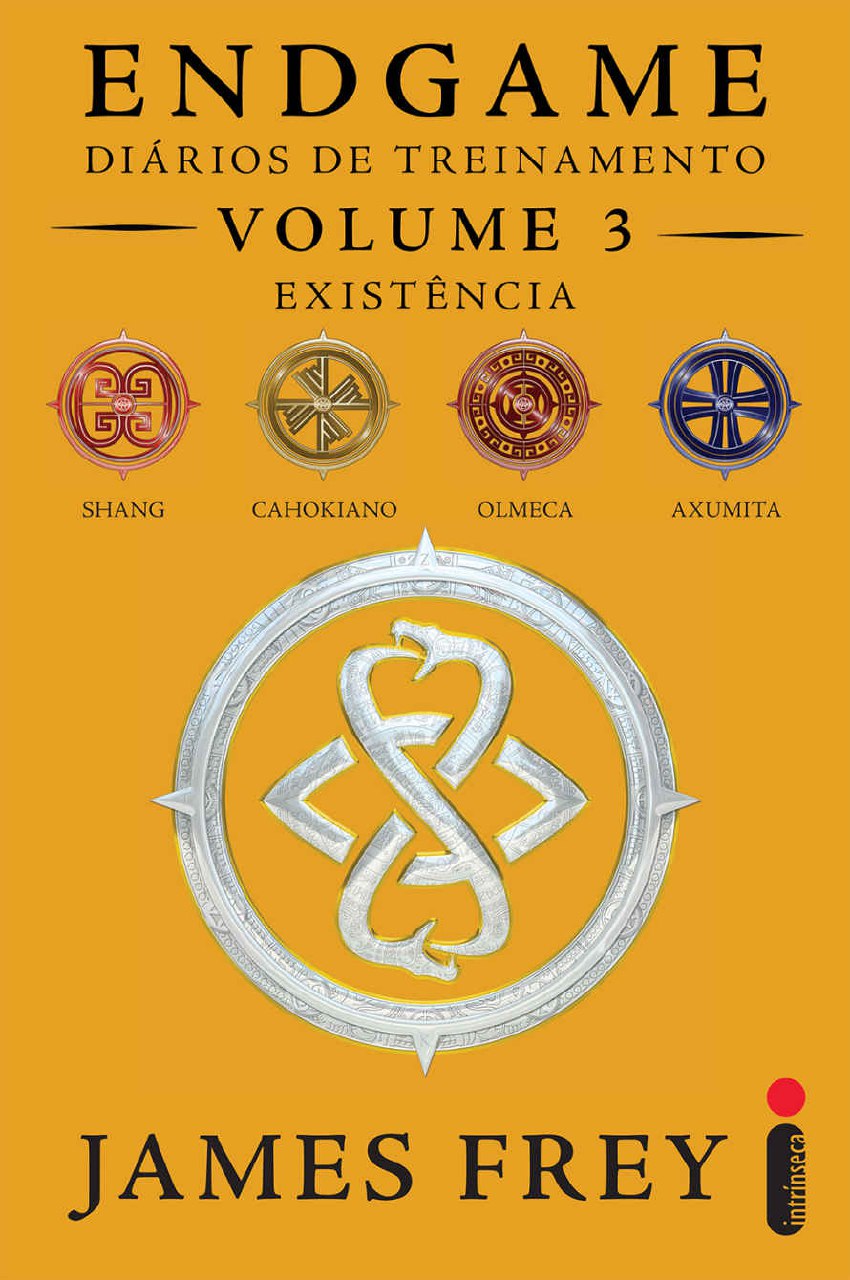 ENDGAME
DIÁRIOS DE TREINAMENTO
VOLUME 3
EXISTÊNCIA
SHANG CAHOKIANO OLMECA AXUMITA
JAMES FREY
intrínseca